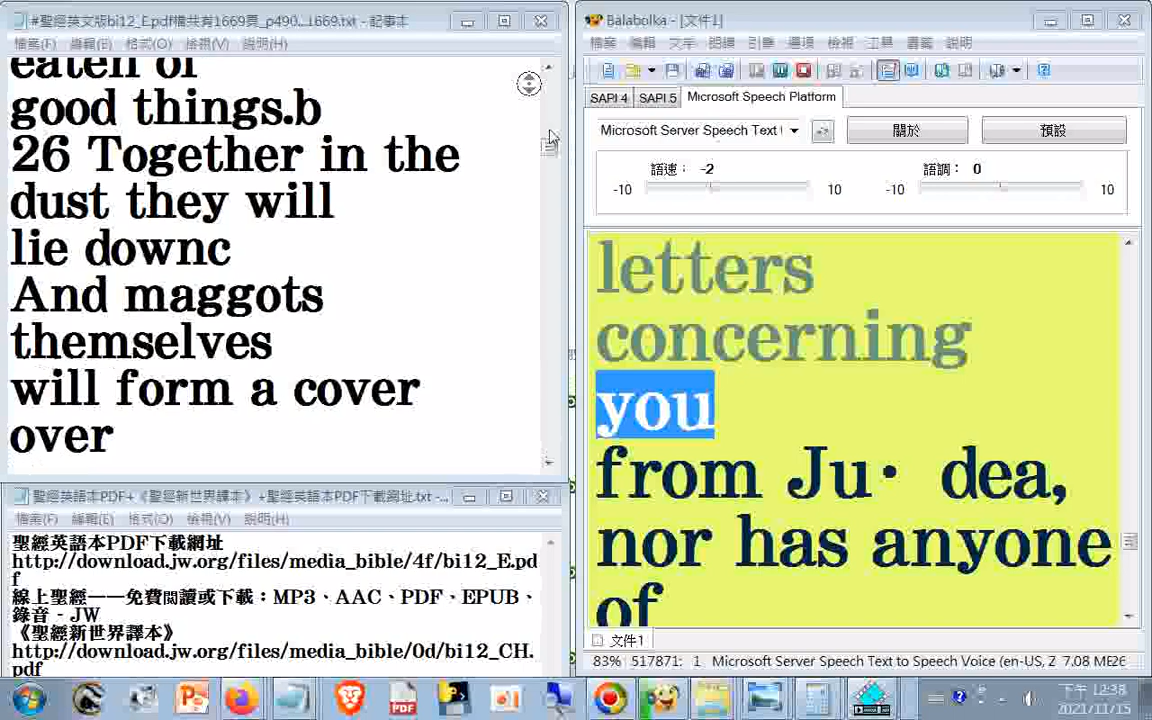 #聖經英文版bi12_E.pdf檔共有1669頁_p490...1669.txt - 記事本
檔案(F) 編輯(E) 格式(O) 檢視(V) 說明(H)
eaten of
good things.b
26 Together in the
dust they will
lie downc
And maggots
themselves
will form a cover
over
聖經英語本PDF+《聖經新世界譯本》+聖經英語本PDF下載網址.txt -...
檔案(F) 編輯(E) 格式(O) 檢視(V) 說明(H)
聖經英語本PDF下載網址
http://download.jw.org/files/media_bible/4f/bi12_E.pd
f
線上聖經——免費閱讀或下載：MP3、AAC、PDF、EPUB、
錄音 - JW
《聖經新世界譯本》
http://download.jw.org/files/media_bible/0d/bi12_CH.
pdf
Balabolka - [文件1]
檔案 編輯 文字 朗讀 引擎 選項 檢視 工具 書籤 說明
SAPI 4 SAPI 5 Microsoft Speech Platform
Microsoft Server Speech Text 關於 預設
語速： -2 語調： 0
-10 10 -10 10
letters
concerning
you
from Ju· dea,
nor has anyone
of
文件1
83% 517871: 1 Microsoft Server Speech Text to Speech Voice (en-US, Z 7.08 ME26
PDF
下午 12:38
2021/11/15